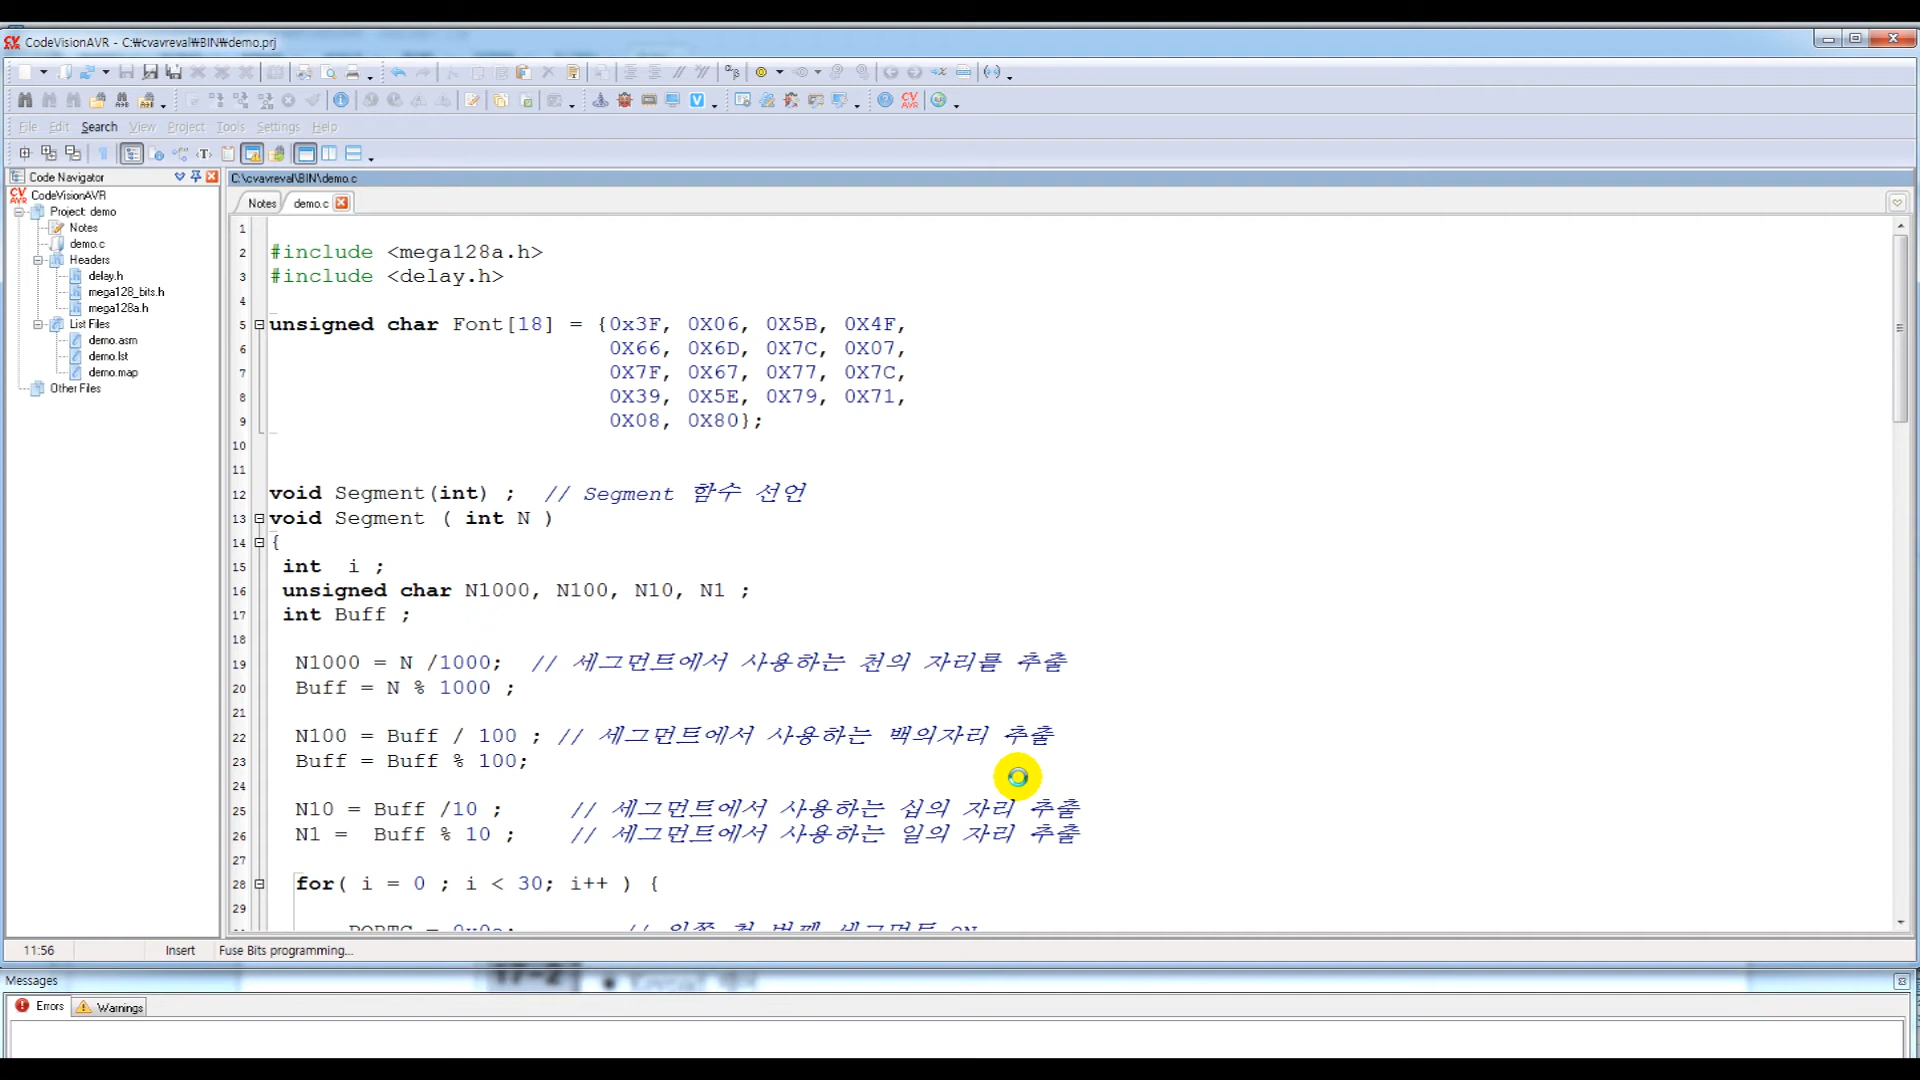 CodeVisionAVR - C:₩cvavreval₩BIN₩demo.prj
File Edit Search View Project Tools Settings Help
Code Navigator
CodeVisionAVR
Project: demo
Notes
demo.c
Headers
delay.h
mega128_bits.h
mega128a.h
List Files
demo.asm
demo.lst
demo.map
Other Files
C:\cvavreval\BIN\demo.c
Notes demo.c
1
2 #include <mega128a.h>
3 #include <delay.h>
4
5 unsigned char Font[18] = {0x3F, 0X06, 0X5B, 0X4F,
6 0X66, 0X6D, 0X7C, 0X07,
7 0X7F, 0X67, 0X77, 0X7C,
8 0X39, 0X5E, 0X79, 0X71,
9 0X08, 0X80};
10
11
12 void Segment(int) ; // Segment 함수 선언
13 void Segment ( int N )
14 {
15 int i ;
16 unsigned char N1000, N100, N10, N1 ;
17 int Buff ;
18
19 N1000 = N /1000; // 세그먼트에서 사용하는 천의 자리를 추출
20 Buff = N % 1000 ;
21
22 N100 = Buff / 100 ; // 세그먼트에서 사용하는 백의자리 추출
23 Buff = Buff % 100;
24
25 N10 = Buff /10 ; // 세그먼트에서 사용하는 십의 자리 추출
26 N1 = Buff % 10 ; // 세그먼트에서 사용하는 일의 자리 추출
27
28 for( i = 0 ; i < 30; i++ ) {
29
11:56 Insert Fuse Bits programming...
Messages
Errors Warnings